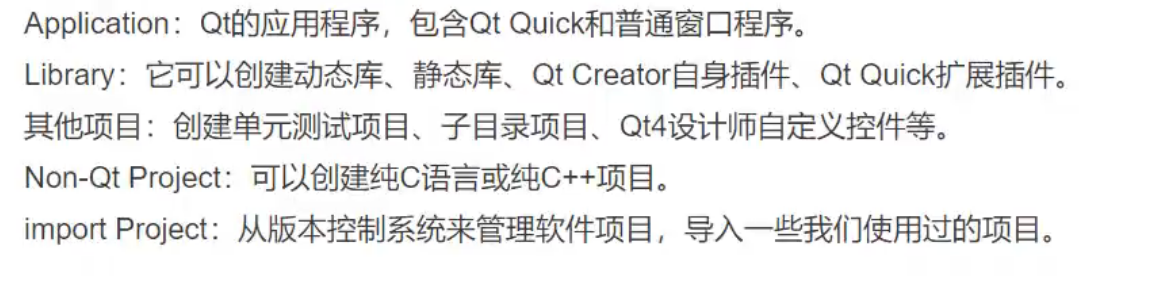 Application：Qt的应用程序，包含Qt Quick和普通窗口程序。
Library：它可以创建动态库、静态库、Qt Creator自身插件、Qt Quick扩展插件。
其他项目：创建单元测试项目、子目录项目、Qt4设计师自定义控件等。
Non-Qt Project：可以创建纯C语言或纯C++项目。
import Project：从版本控制系统来管理软件项目，导入一些我们使用过的项目。